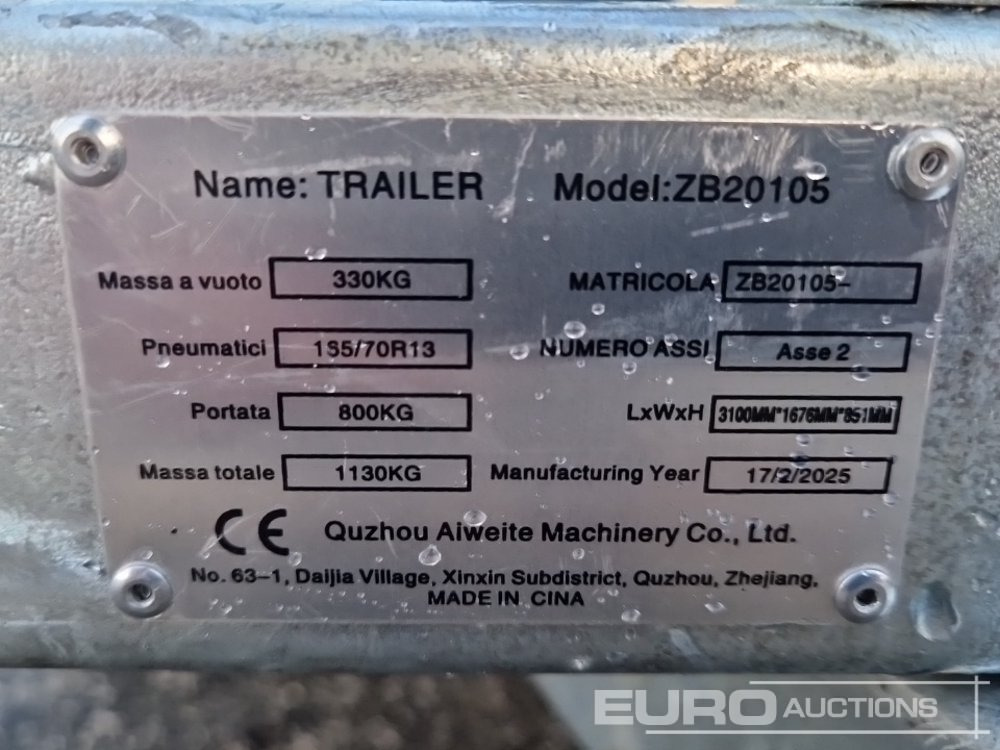 Name: TRAILER Model:ZB20105
Massa a vuoto 330KG MATRICOLA ZB20105-
Pneumatici 155/70R13 NUMERO ASSI Asse 2
Portata 800KG LxWxH 3100MM*1676MM*851MM
Massa totale 1130KG Manufacturing Year 17/2/2025
CE Quzhou Aiweite Machinery Co., Ltd.
No. 63-1, Daijia Village, Xinxin Subdistrict, Quzhou, Zhejiang,
MADE IN CINA
EURO AUCTIONS